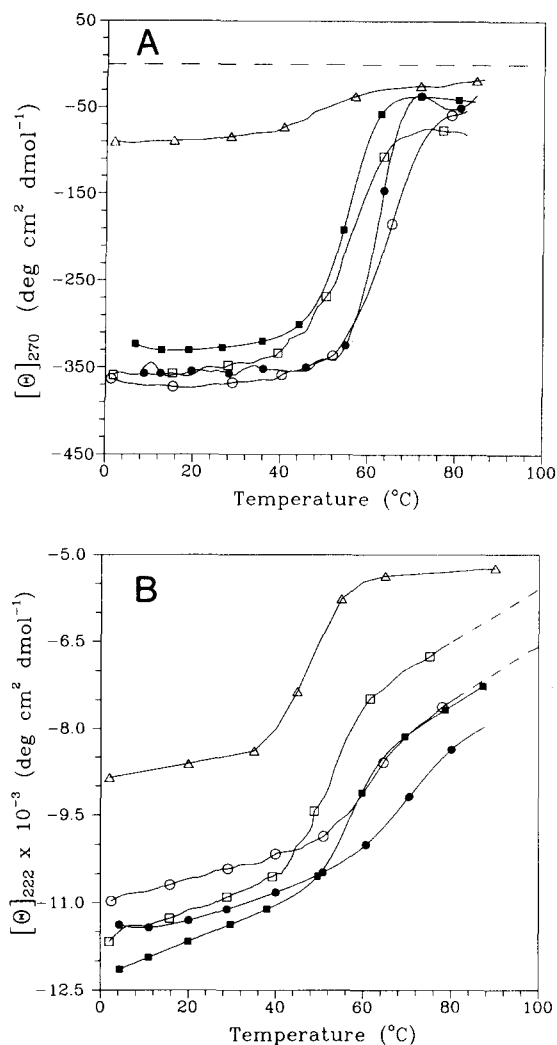 A
50
-50
-150
-250
-350
-450
[Θ]₂₇₀ (deg cm² dmol⁻¹)
0 20 40 60 80 100
Temperature (°C)
B
-5.0
-6.5
-8.0
-9.5
-11.0
-12.5
[Θ]₂₂₂ x 10⁻³ (deg cm² dmol⁻¹)
0 20 40 60 80 100
Temperature (°C)